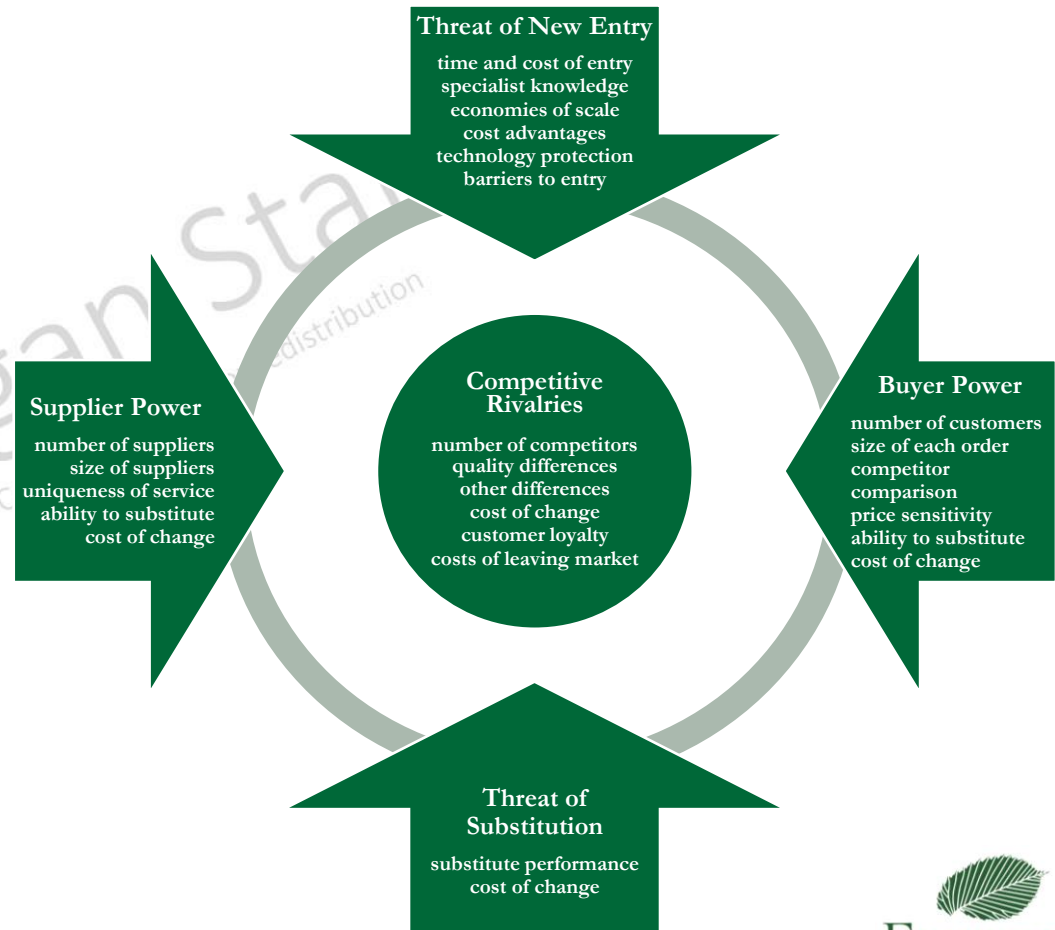 Threat of New Entry
time and cost of entry
specialist knowledge
economies of scale
cost advantages
technology protection
barriers to entry
Supplier Power
number of suppliers
size of suppliers
uniqueness of service
ability to substitute
cost of change
Competitive
Rivalries
number of competitors
quality differences
other differences
cost of change
customer loyalty
costs of leaving market
Buyer Power
number of customers
size of each order
competitor
comparison
price sensitivity
ability to substitute
cost of change
Threat of
Substitution
substitute performance
cost of change